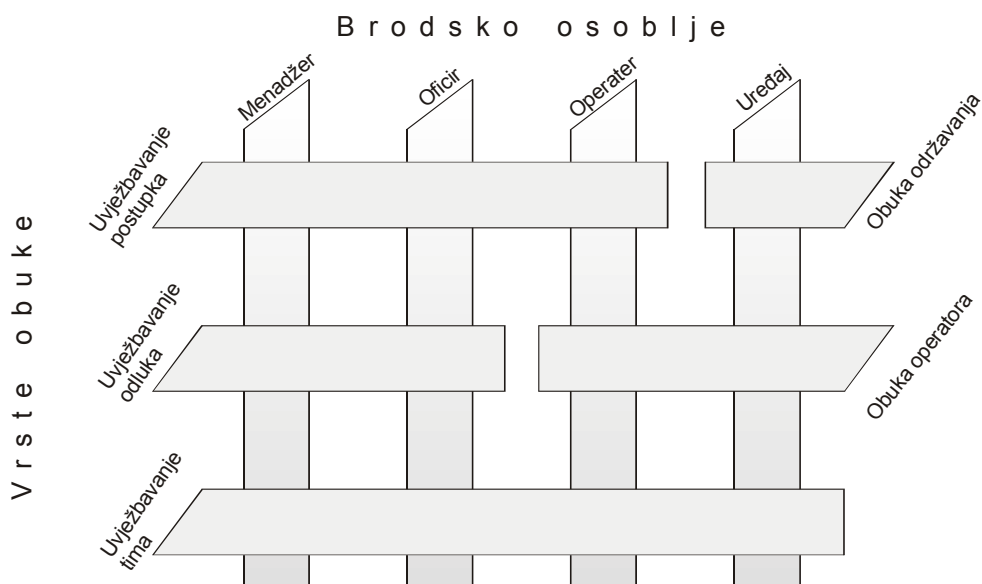 Brodsko osoblje
Menadžer
Oficir
Operater
Uređaj
Vrste obuke
Uvježbavanje
postupka
Obuka održavanja
Uvježbavanje
odluka
Obuka operatora
Uvježbavanje
tima